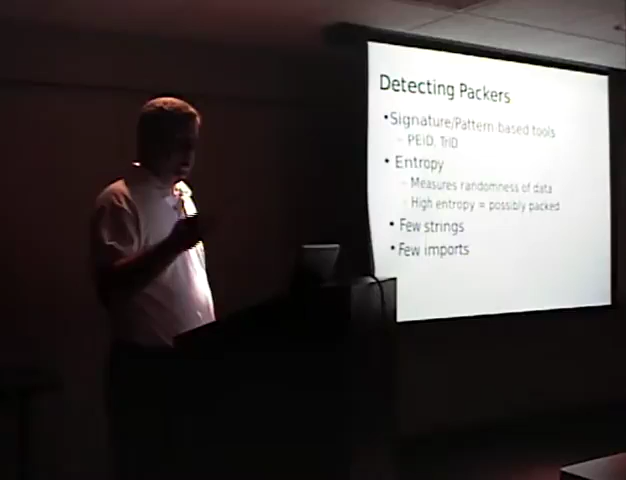 Detecting Packers
•Signature/Pattern based tools
– PEiD, TrID
• Entropy
– Measures randomness of data
– High entropy = possibly packed
• Few strings
• Few imports